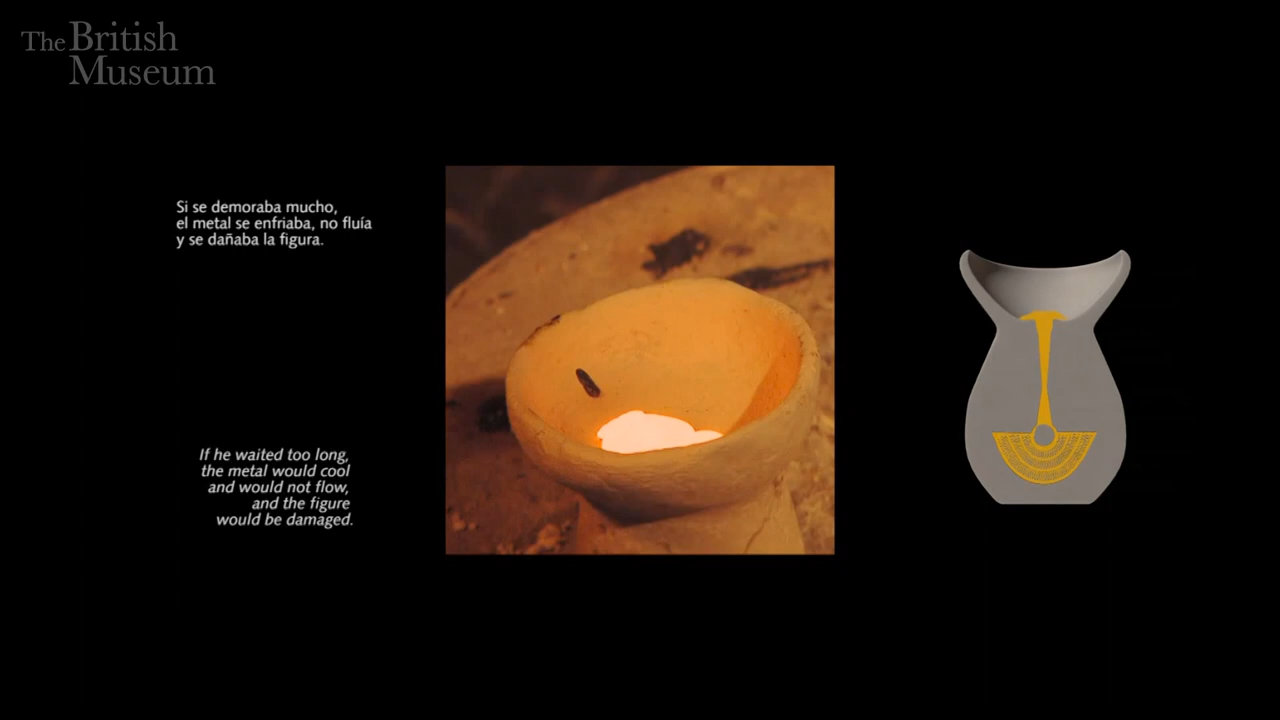 The British
Museum
Si se demoraba mucho,
el metal se enfriaba, no fluía
y se dañaba la figura.
If he waited too long,
the metal would cool
and would not flow,
and the figure
would be damaged.